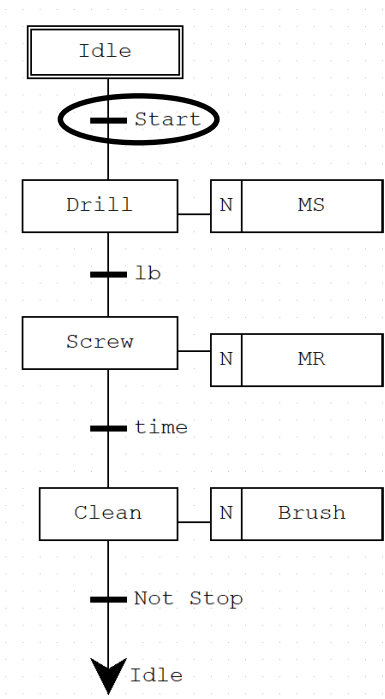 Idle
Start
Drill N MS
lb
Screw N MR
time
Clean N Brush
Not Stop
Idle